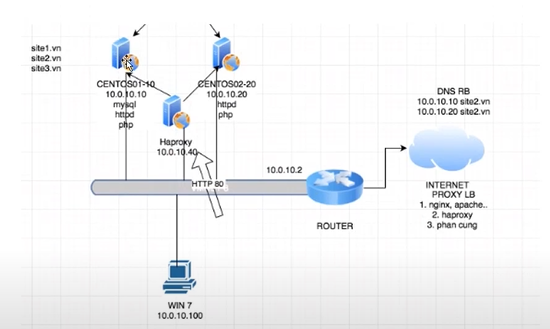 site1.vn
site2.vn
site3.vn
CENTOS01-10
10.0.10.10
mysql
httpd
php
CENTOS02-20
10.0.10.20
httpd
php
Haproxy
10.0.10.40
HTTP 80
10.0.10.2
ROUTER
DNS RB
10.0.10.10 site2.vn
10.0.10.20 site2.vn
INTERNET
PROXY LB
1. nginx, apache..
2. haproxy
3. phan cung
WIN 7
10.0.10.100